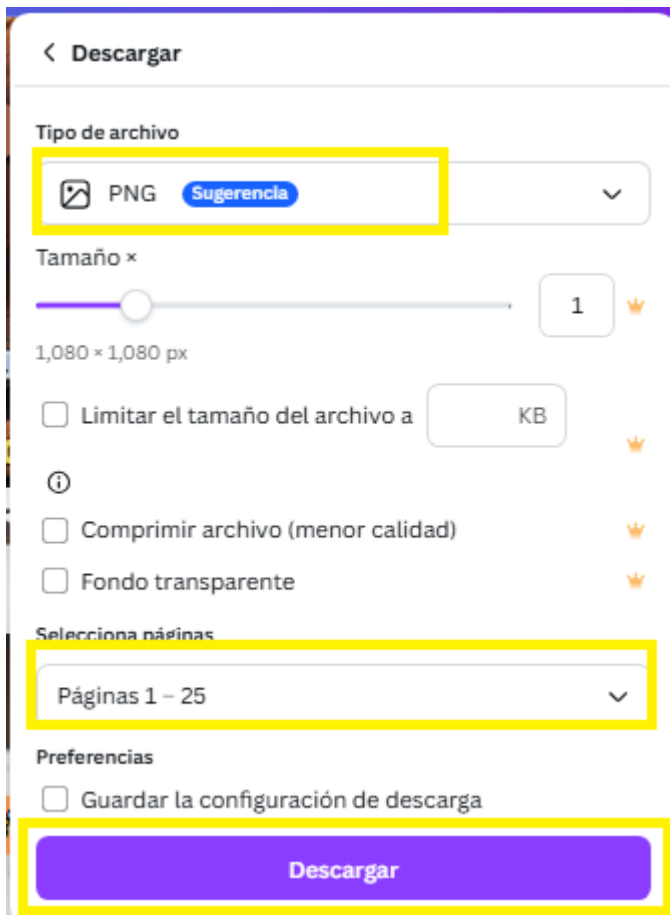 Descargar
Tipo de archivo
PNG Sugerencia
Tamaño ×
1
1,080 × 1,080 px
Limitar el tamaño del archivo a KB
Comprimir archivo (menor calidad)
Fondo transparente
Selecciona páginas
Páginas 1 – 25
Preferencias
Guardar la configuración de descarga
Descargar